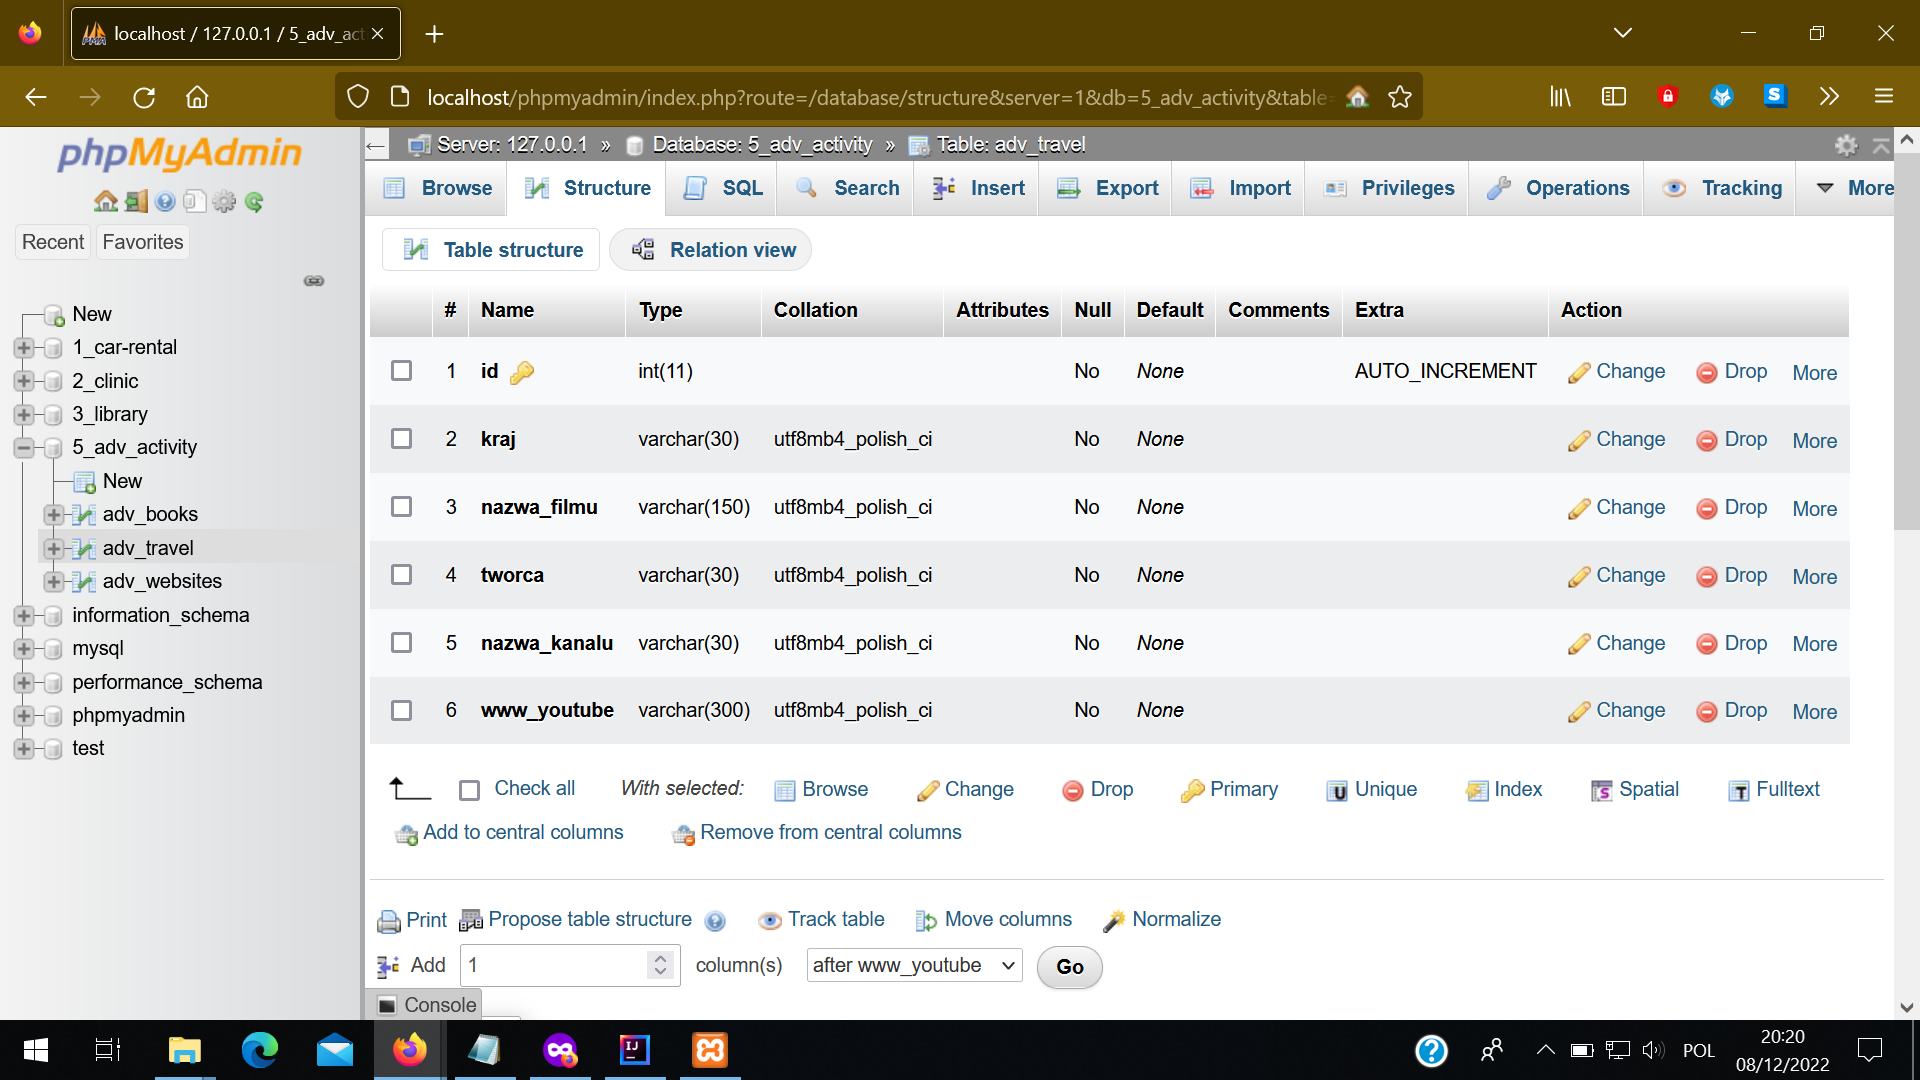 localhost / 127.0.0.1 / 5_adv_act
localhost/phpmyadmin/index.php?route=/database/structure&server=1&db=5_adv_activity&table=
phpMyAdmin
Recent Favorites
New
1_car-rental
2_clinic
3_library
5_adv_activity
New
adv_books
adv_travel
adv_websites
information_schema
mysql
performance_schema
phpmyadmin
test
Server: 127.0.0.1 » Database: 5_adv_activity » Table: adv_travel
Browse Structure SQL Search Insert Export Import Privileges Operations Tracking More
Table structure Relation view
# Name Type Collation Attributes Null Default Comments Extra Action
1 id int(11) No None AUTO_INCREMENT Change Drop More
2 kraj varchar(30) utf8mb4_polish_ci No None Change Drop More
3 nazwa_filmu varchar(150) utf8mb4_polish_ci No None Change Drop More
4 tworca varchar(30) utf8mb4_polish_ci No None Change Drop More
5 nazwa_kanalu varchar(30) utf8mb4_polish_ci No None Change Drop More
6 www_youtube varchar(300) utf8mb4_polish_ci No None Change Drop More
Check all With selected: Browse Change Drop Primary Unique Index Spatial Fulltext
Add to central columns Remove from central columns
Print Propose table structure Track table Move columns Normalize
Add 1 column(s) after www_youtube Go
Console
POL
20:20
08/12/2022